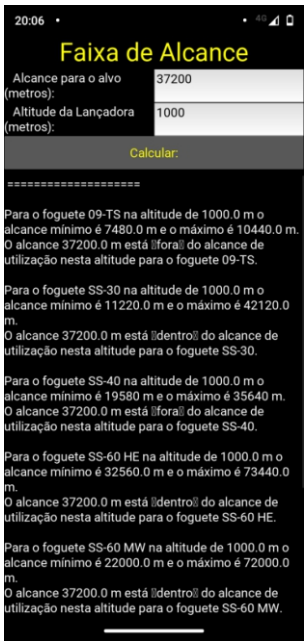 20:06
4G
Faixa de Alcance
Alcance para o alvo
(metros):
37200
Altitude da Lançadora
(metros):
1000
Calcular:
====================
Para o foguete 09-TS na altitude de 1000.0 m o
alcance mínimo é 7480.0 m e o máximo é 10440.0 m.
O alcance 37200.0 m está fora do alcance de
utilização nesta altitude para o foguete 09-TS.
Para o foguete SS-30 na altitude de 1000.0 m o
alcance mínimo é 11220.0 m e o máximo é 42120.0
m.
O alcance 37200.0 m está dentro do alcance de
utilização nesta altitude para o foguete SS-30.
Para o foguete SS-40 na altitude de 1000.0 m o
alcance mínimo é 19580 m e o máximo é 35640 m.
O alcance 37200.0 m está fora do alcance de
utilização nesta altitude para o foguete SS-40.
Para o foguete SS-60 HE na altitude de 1000.0 m o
alcance mínimo é 32560.0 m e o máximo é 73440.0
m.
O alcance 37200.0 m está dentro do alcance de
utilização nesta altitude para o foguete SS-60 HE.
Para o foguete SS-60 MW na altitude de 1000.0 m o
alcance mínimo é 22000.0 m e o máximo é 72000.0
m.
O alcance 37200.0 m está dentro do alcance de
utilização nesta altitude para o foguete SS-60 MW.